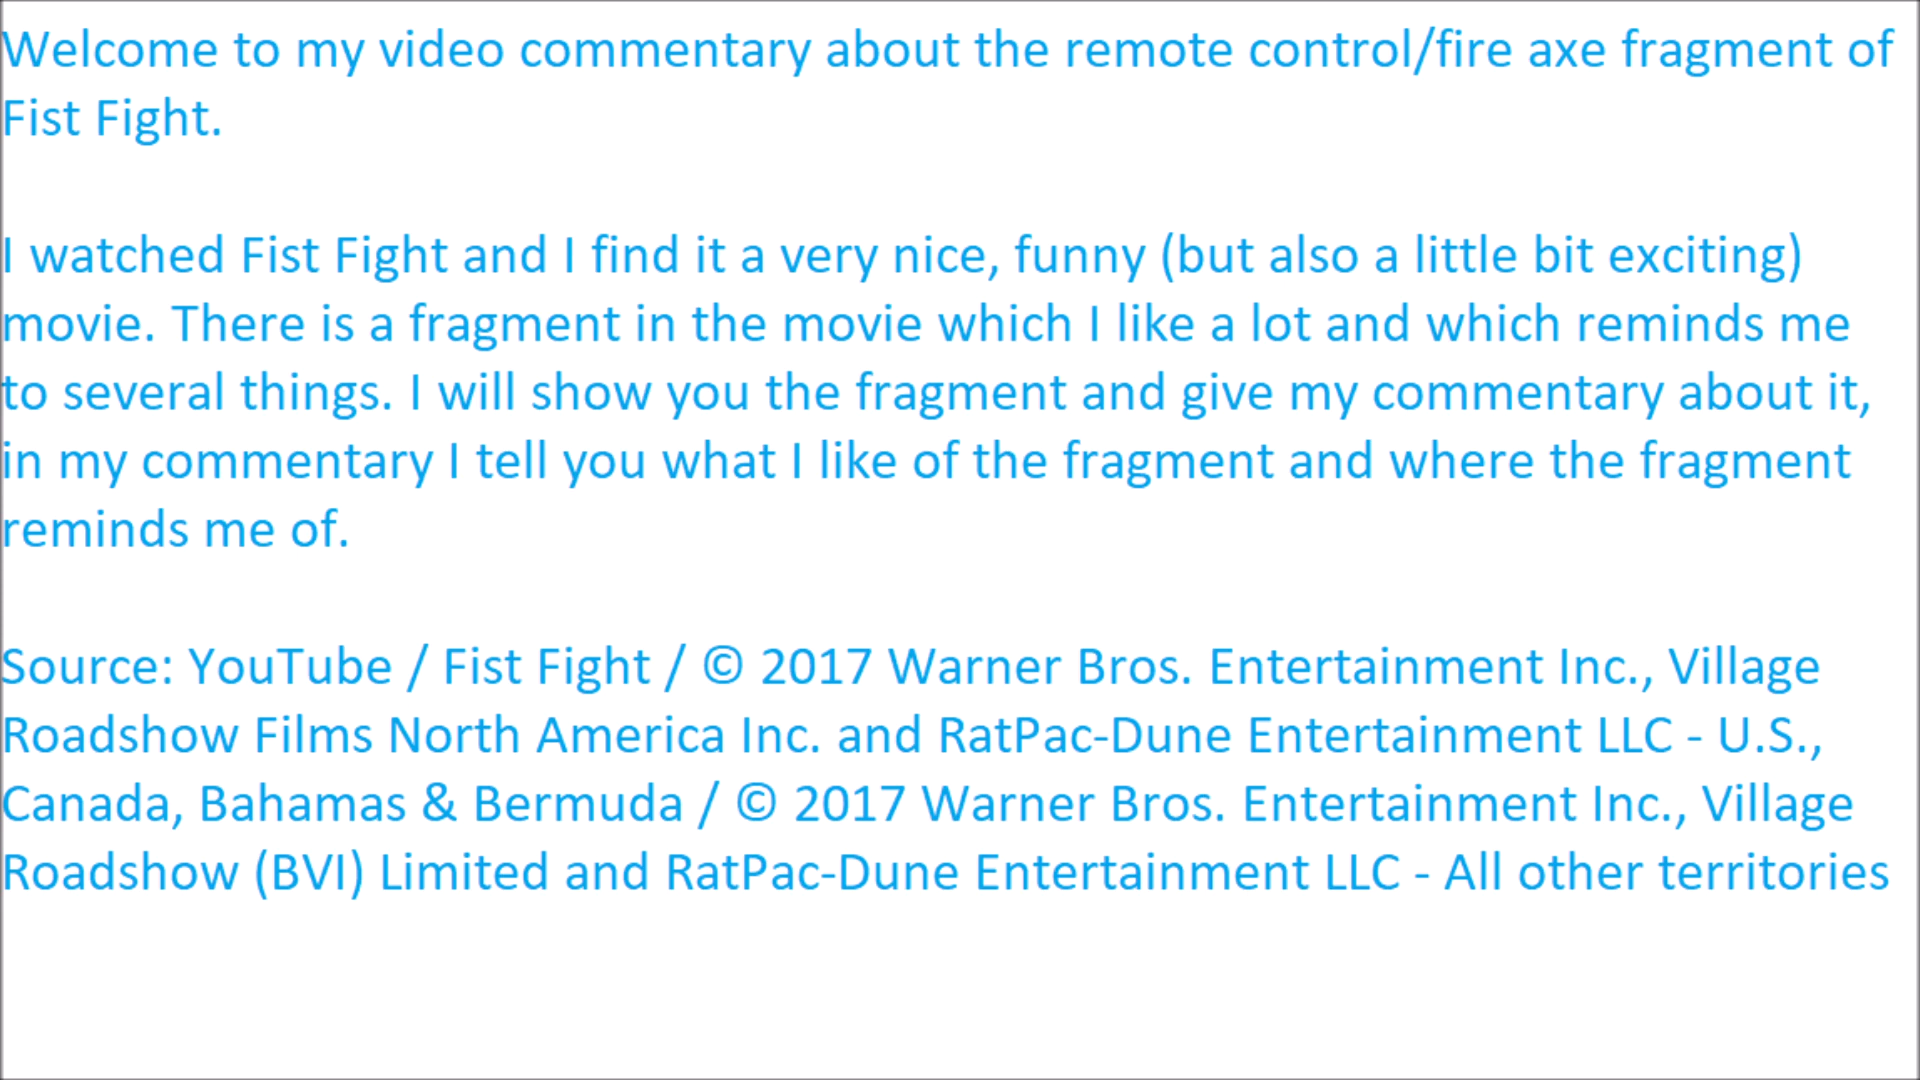 Welcome to my video commentary about the remote control/fire axe fragment of
Fist Fight.
I watched Fist Fight and I find it a very nice, funny (but also a little bit exciting)
movie. There is a fragment in the movie which I like a lot and which reminds me
to several things. I will show you the fragment and give my commentary about it,
in my commentary I tell you what I like of the fragment and where the fragment
reminds me of.
Source: YouTube / Fist Fight / © 2017 Warner Bros. Entertainment Inc., Village
Roadshow Films North America Inc. and RatPac-Dune Entertainment LLC - U.S.,
Canada, Bahamas & Bermuda / © 2017 Warner Bros. Entertainment Inc., Village
Roadshow (BVI) Limited and RatPac-Dune Entertainment LLC - All other territories